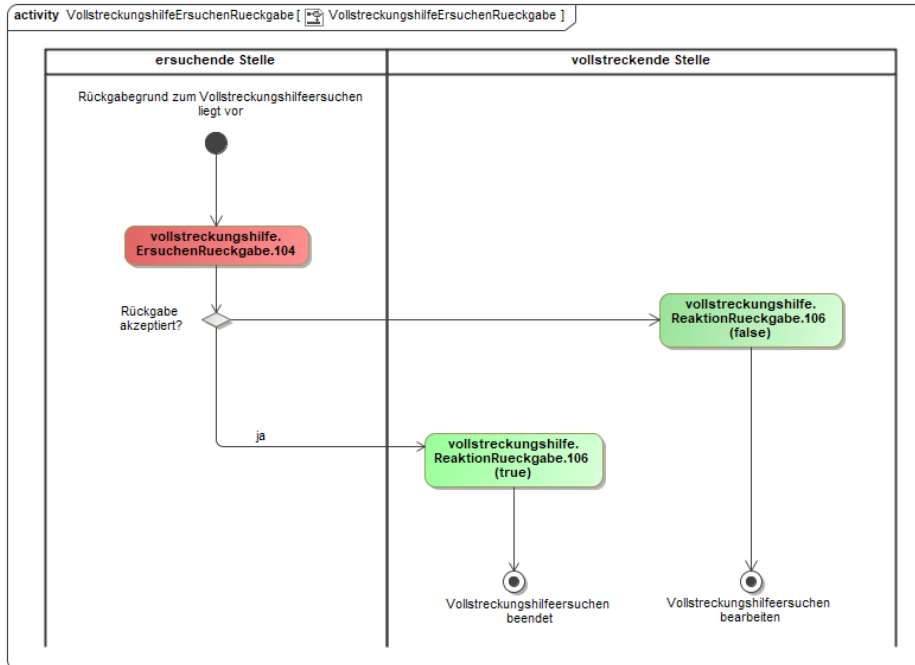 activity VollstreckungshilfeErsuchenRueckgabe [ VollstreckungshilfeErsuchenRueckgabe ]
ersuchende Stelle
vollstreckende Stelle
Rückgabegrund zum Vollstreckungshilfeersuchen
liegt vor
vollstreckungshilfe.
ErsuchenRueckgabe.104
Rückgabe
akzeptiert?
vollstreckungshilfe.
ReaktionRueckgabe.106
(false)
ja
vollstreckungshilfe.
ReaktionRueckgabe.106
(true)
Vollstreckungshilfeersuchen
beendet
Vollstreckungshilfeersuchen
bearbeiten